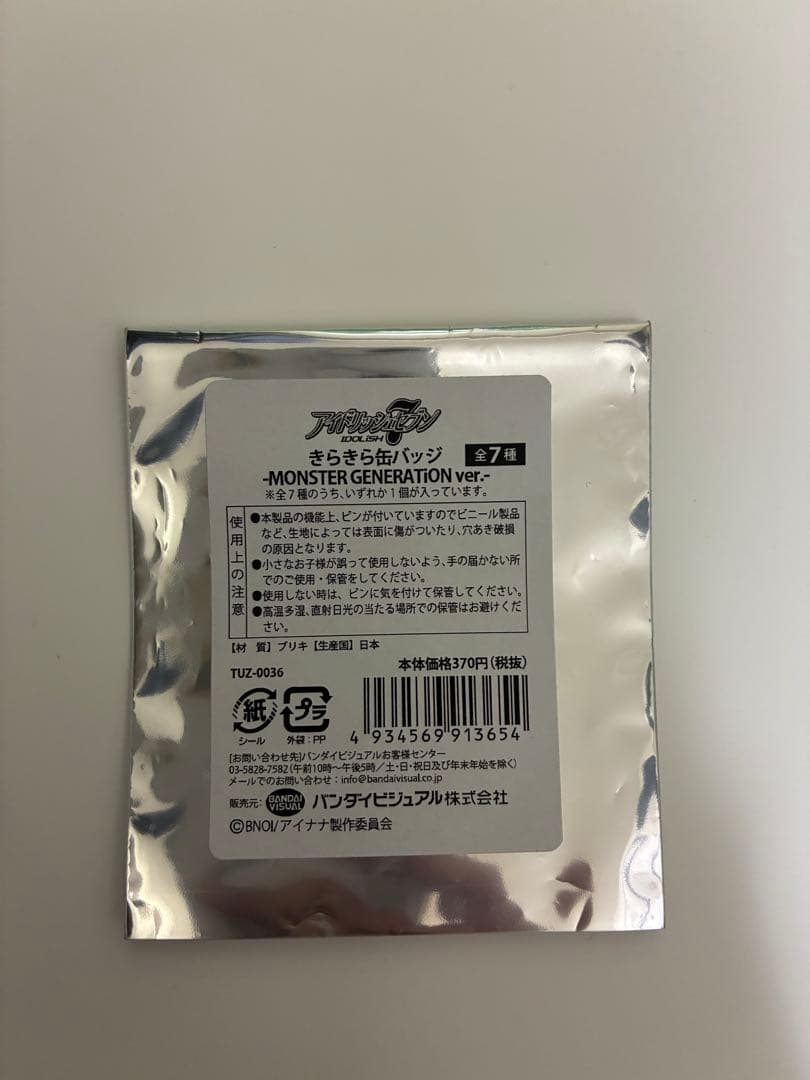 アイドリッシュセブン
IDOLiSH7
きらきら缶バッジ 全7種
-MONSTER GENERATiON ver.-
※全7種のうち、いずれか1個が入っています。
使用上の注意
●本製品の機能上、ピンが付いていますのでビニール製品
など、生地によっては表面に傷がついたり、穴あき破損
の原因となります。
●小さなお子様が誤って使用しないよう、手の届かない所
でのご使用・保管をしてください。
●使用しない時は、ピンに気を付けて保管してください。
●高温多湿、直射日光の当たる場所での保管はお避けくだ
さい。
【材 質】ブリキ【生産国】日本
TUZ-0036
本体価格370円(税抜)
紙
シール
プラ
外袋:PP
4 934569 913654
[お問い合わせ先]バンダイビジュアルお客様センター
03-5828-7582(午前10時〜午後5時/土・日・祝日及び年末年始を除く)
メールでのお問い合わせ:info@bandaivisual.co.jp
販売元: BANDAI VISUAL バンダイビジュアル株式会社
©BNOI/アイナナ製作委員会